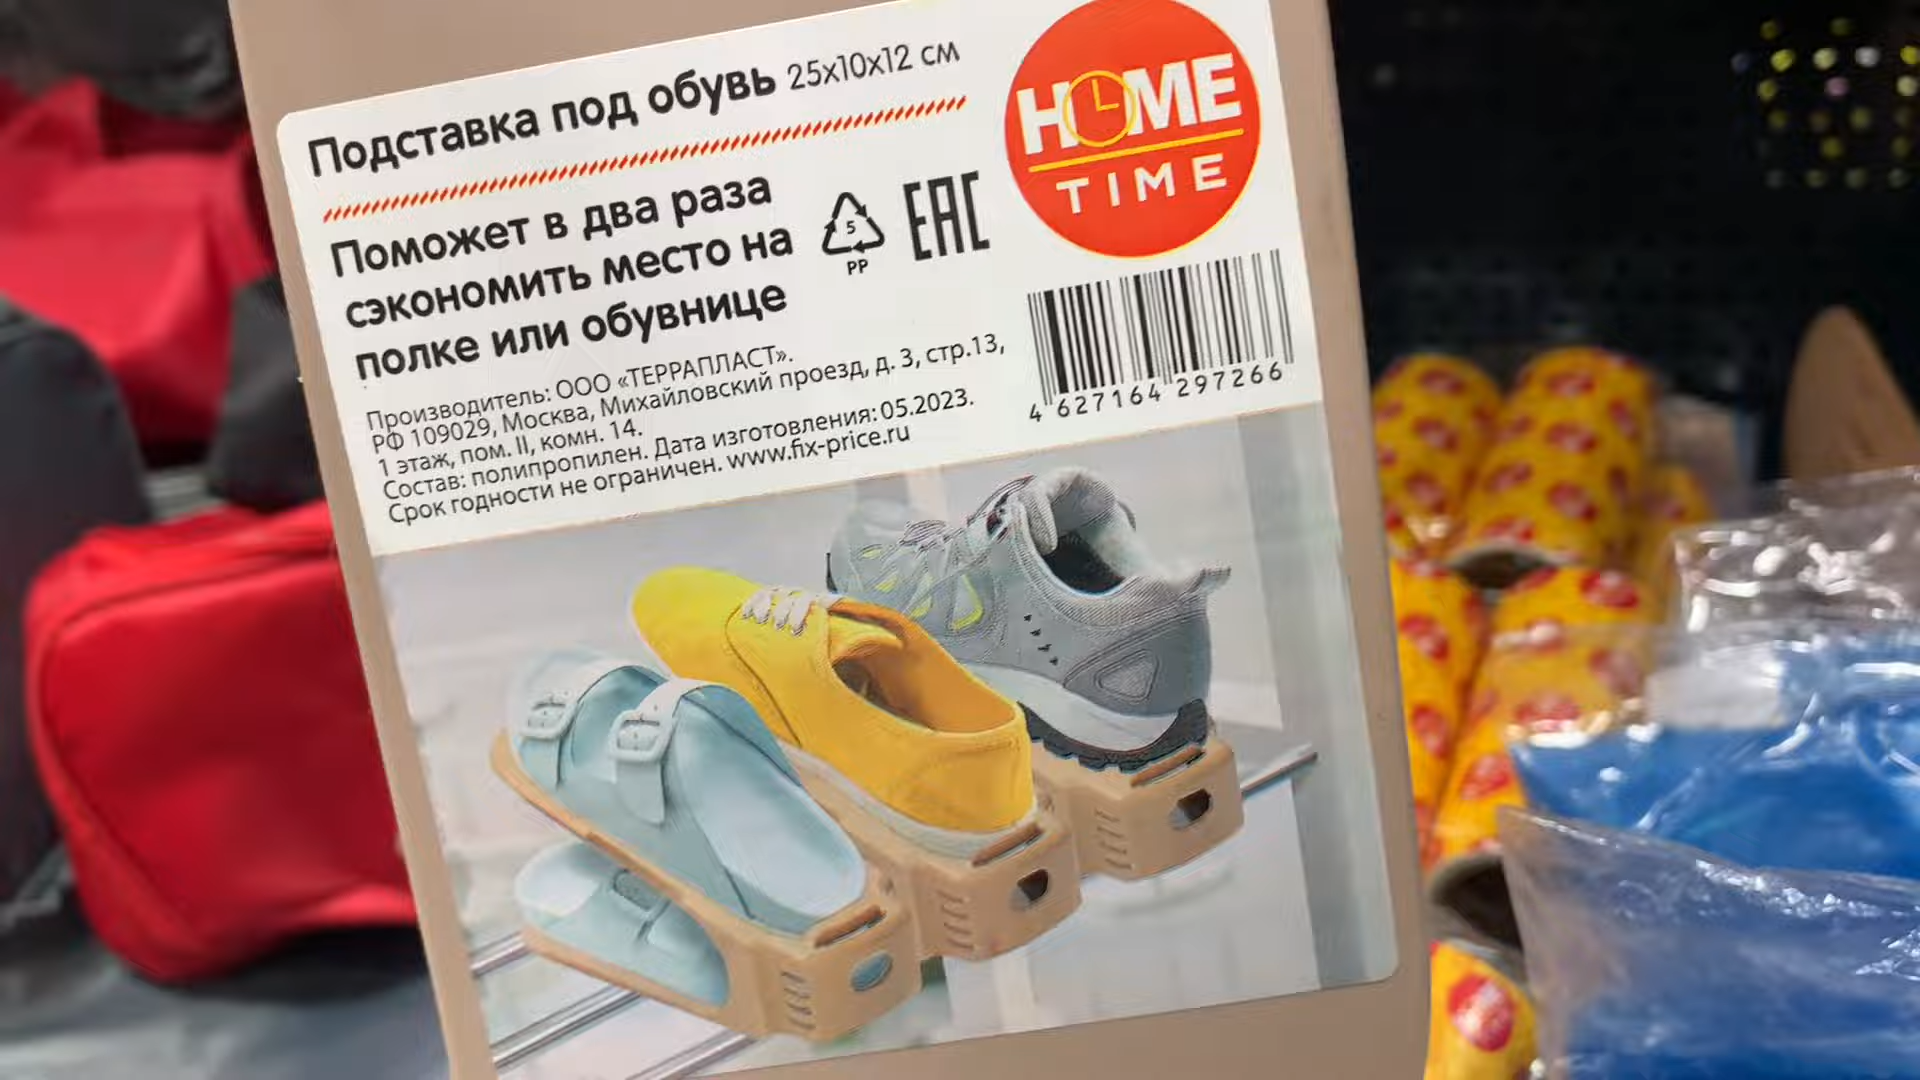 Подставка под обувь 25х10х12 см
HOME
TIME
Поможет в два раза
сэкономить место на
полке или обувнице
5
PP
EAC
Производитель: ООО «ТЕРРАПЛАСТ».
РФ 109029, Москва, Михайловский проезд, д. 3, стр.13,
1 этаж, пом. II, комн. 14.
Состав: полипропилен. Дата изготовления: 05.2023.
Срок годности не ограничен. www.fix-price.ru
4 627164 297266